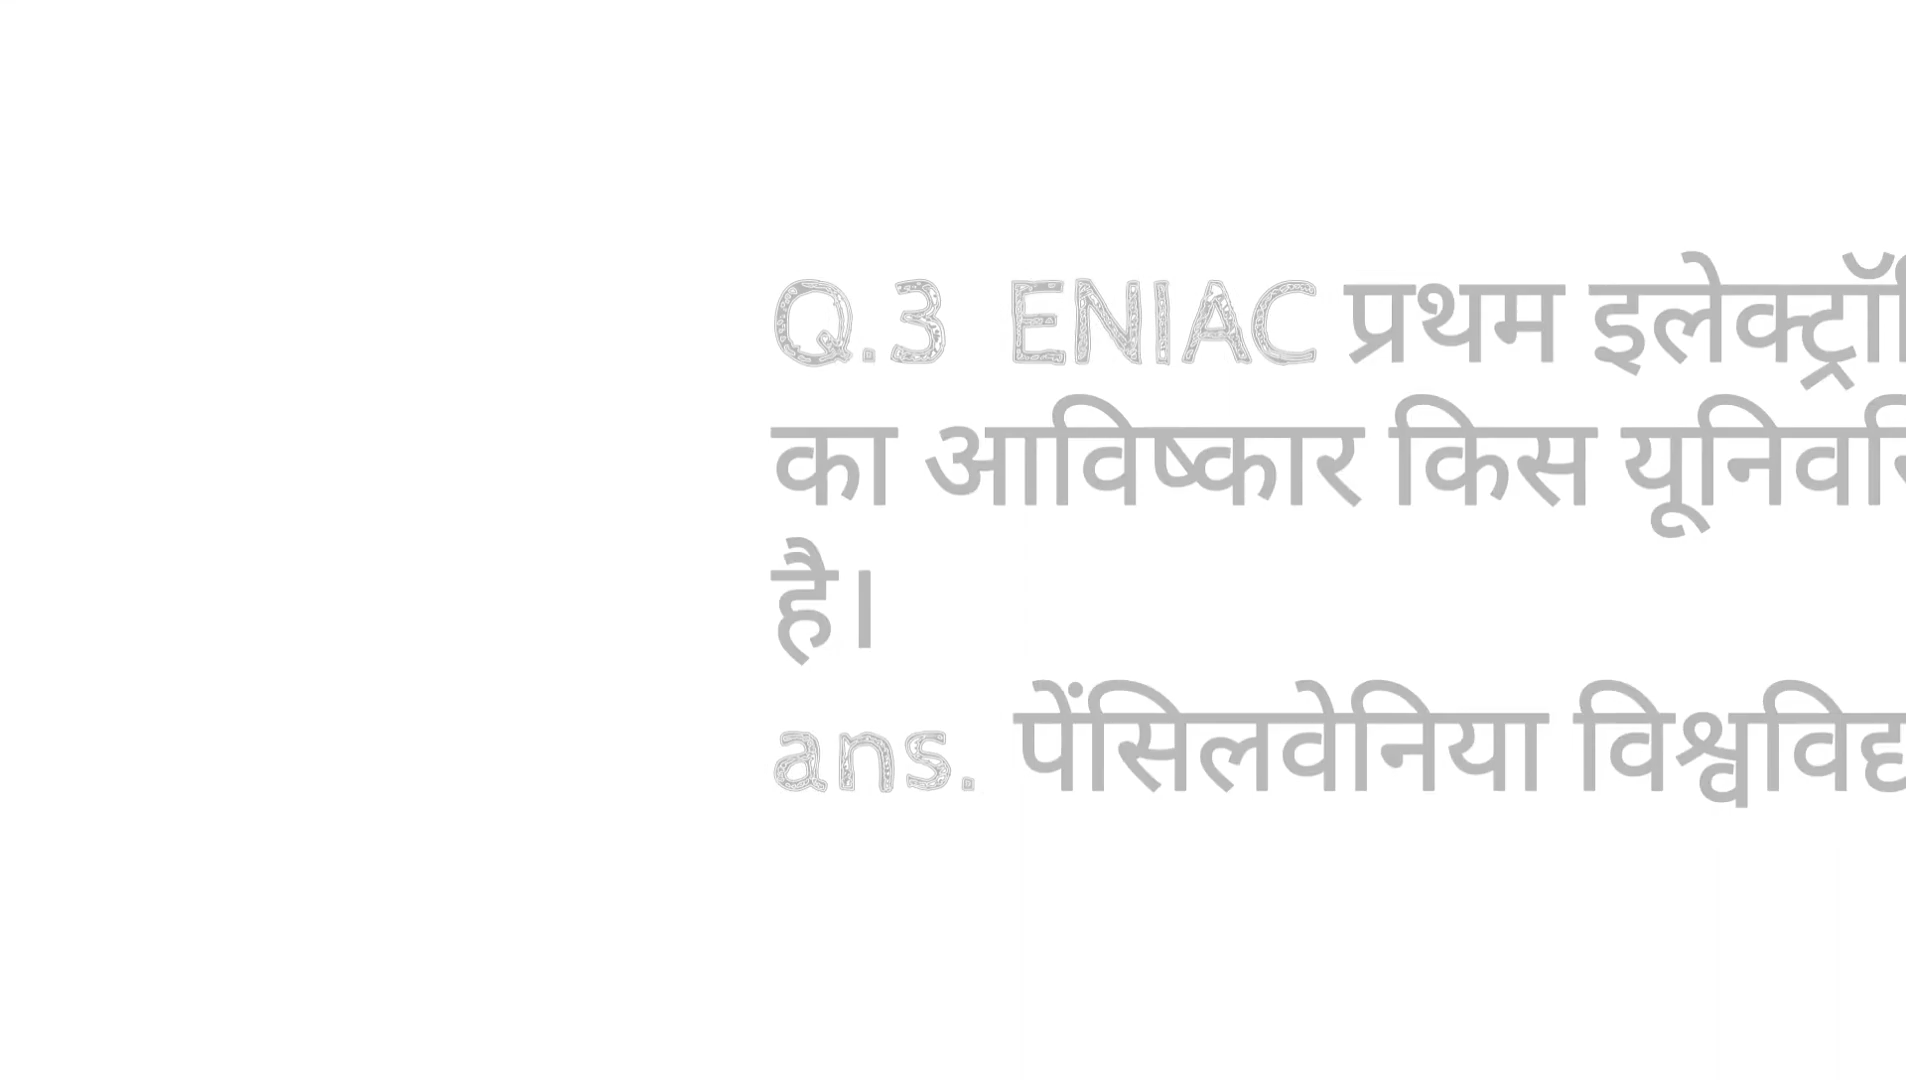 Q.3 ENIAC प्रथम
का आविष्कार किस
है।
ans. पेंसिलवेनिया